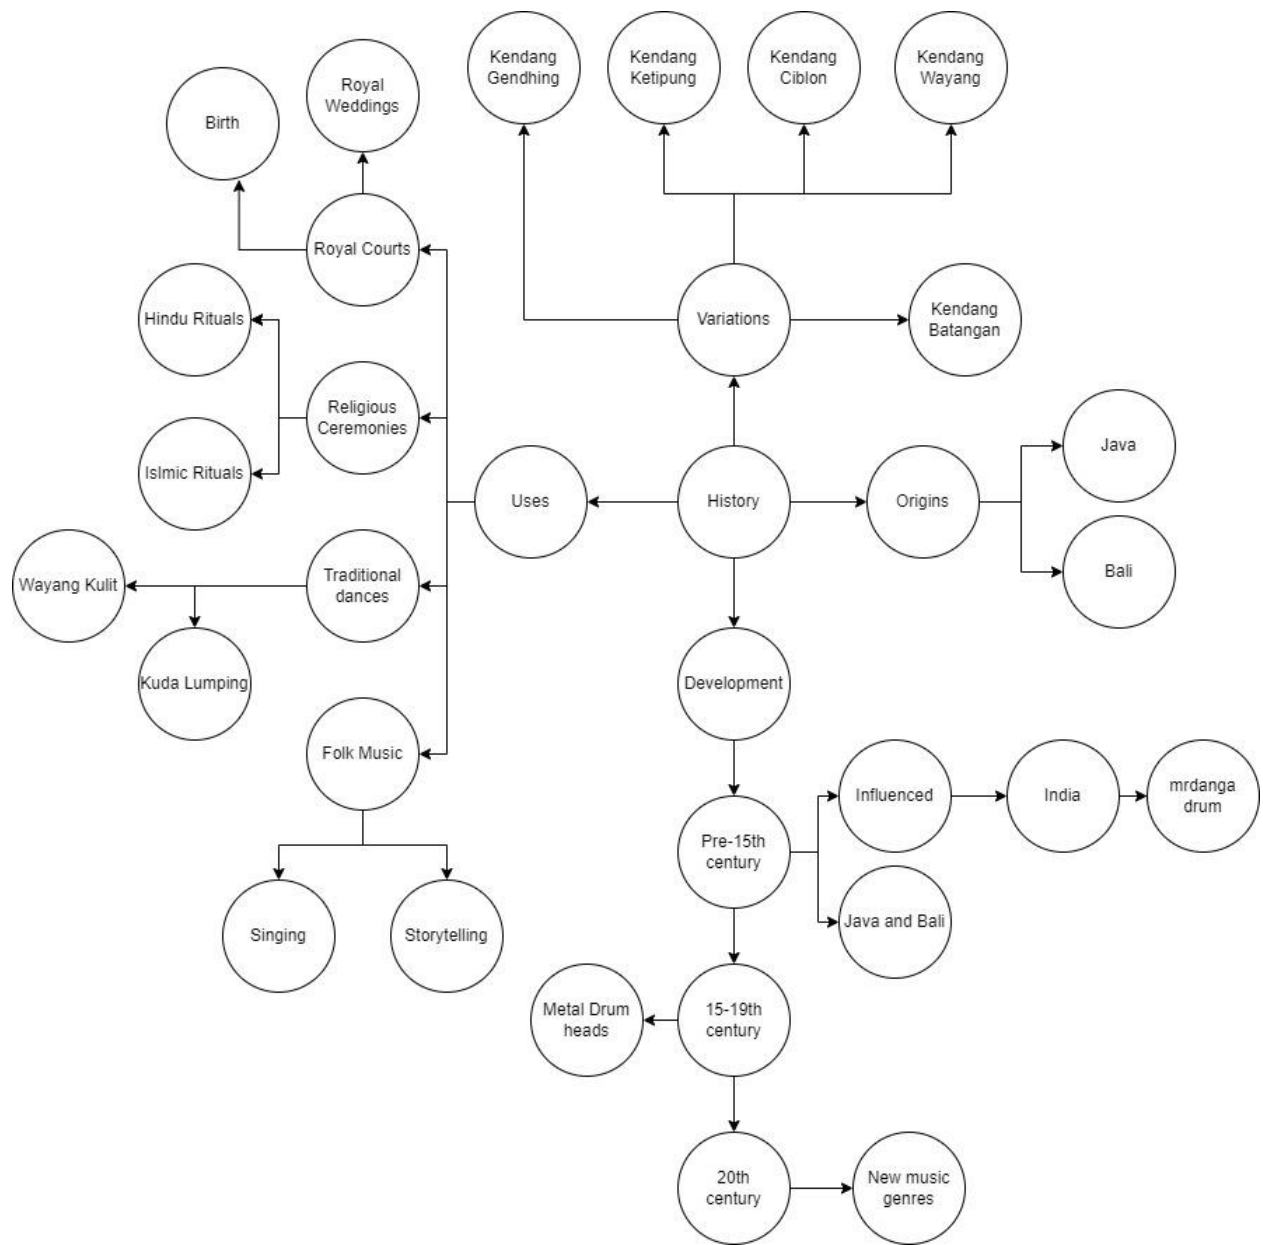 Kendang
Gendhing
Kendang
Ketipung
Kendang
Ciblon
Kendang
Wayang
Royal
Weddings
Birth
Royal Courts
Hindu Rituals
Variations
Kendang
Batangan
Religious
Ceremonies
Java
Islmic Rituals
Uses
History
Origins
Bali
Wayang Kulit
Traditional
dances
Kuda Lumping
Development
Folk Music
Influenced
India
mrdanga
drum
Pre-15th
century
Java and Bali
Singing
Storytelling
Metal Drum
heads
15-19th
century
20th
century
New music
genres